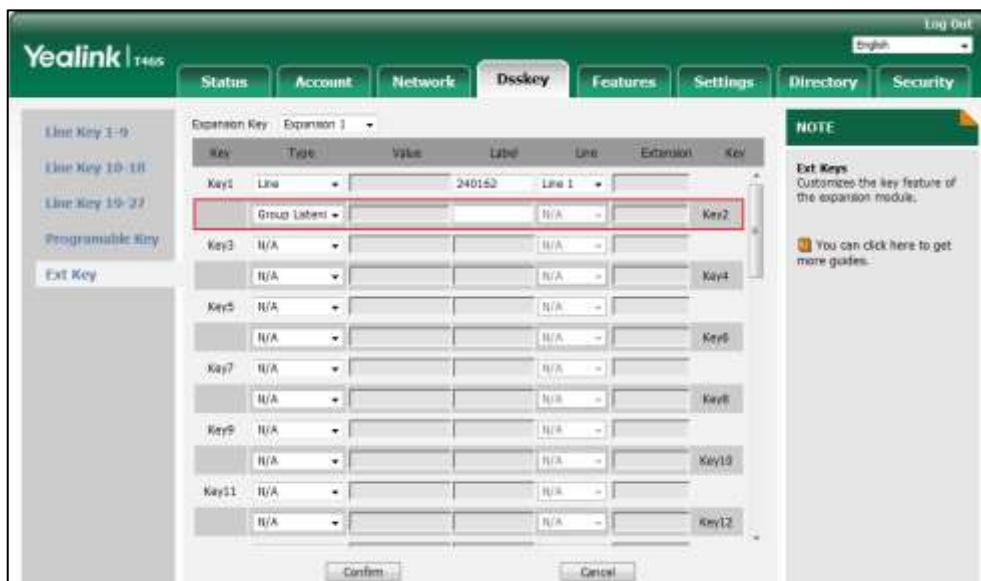 Log Out
Yealink T46S
English
Status Account Network Dsskey Features Settings Directory Security
Line Key 1-9
Line Key 10-18
Line Key 19-27
Programable Key
Ext Key
Expansion Key Expansion 1
Key Type Value Label Line Extension Key
Key1 Line 240162 Line 1
Group Listeni N/A Key2
Key3 N/A N/A
N/A N/A Key4
Key5 N/A N/A
N/A N/A Key6
Key7 N/A N/A
N/A N/A Key8
Key9 N/A N/A
N/A N/A Key10
Key11 N/A N/A
N/A N/A Key12
Confirm Cancel
NOTE
Ext Keys
Customizes the key feature of
the expansion module.
You can click here to get
more guides.